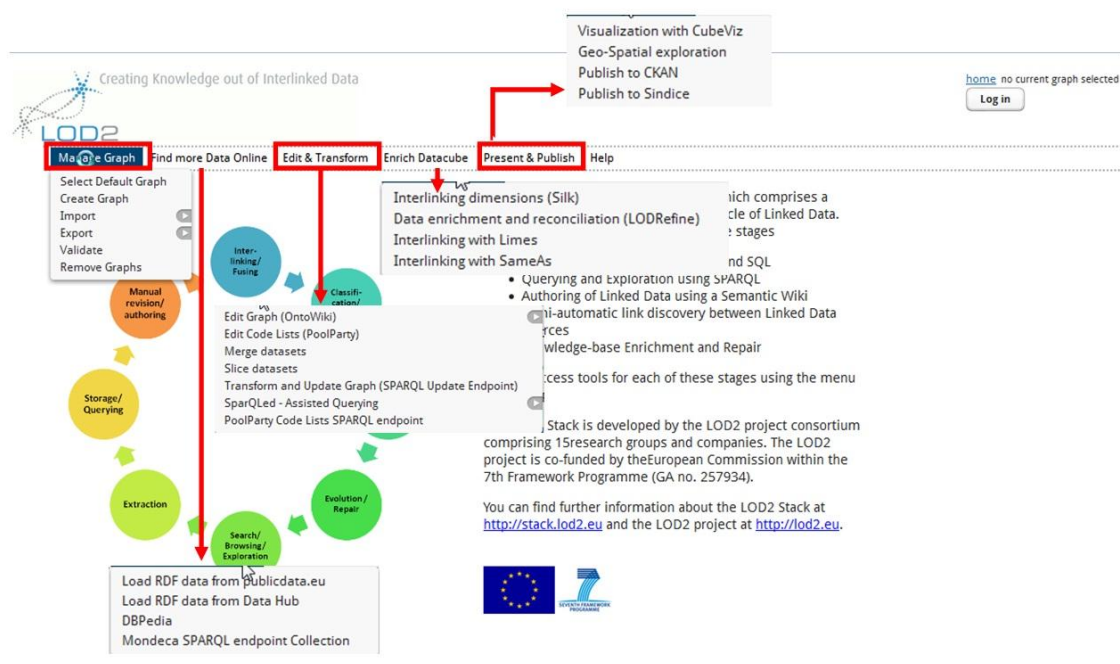 Visualization with CubeViz
Geo-Spatial exploration
Publish to CKAN
Publish to Sindice
Creating Knowledge out of Interlinked Data
home no current graph selected
Log in
LOD2
Manage Graph Find more Data Online Edit & Transform Enrich Datacube Present & Publish Help
Select Default Graph
Create Graph
Import
Export
Validate
Remove Graphs
Interlinking dimensions (Silk)
Data enrichment and reconciliation (LODRefine)
Interlinking with Limes
Interlinking with SameAs
hich comprises a
cle of Linked Data.
e stages
nd SQL
• Querying and Exploration using SPARQL
• Authoring of Linked Data using a Semantic Wiki
ni-automatic link discovery between Linked Data
rces
wledge-base Enrichment and Repair
ccess tools for each of these stages using the menu
Stack is developed by the LOD2 project consortium
comprising 15research groups and companies. The LOD2
project is co-funded by theEuropean Commission within the
7th Framework Programme (GA no. 257934).
You can find further information about the LOD2 Stack at
http://stack.lod2.eu and the LOD2 project at http://lod2.eu.
Inter-
linking/
Fusing
Classifi-
cation/
Manual
revision/
authoring
Edit Graph (OntoWiki)
Edit Code Lists (PoolParty)
Merge datasets
Slice datasets
Transform and Update Graph (SPARQL Update Endpoint)
SparQLed - Assisted Querying
PoolParty Code Lists SPARQL endpoint
Storage/
Querying
Extraction
Evolution/
Repair
Search/
Browsing/
Exploration
Load RDF data from publicdata.eu
Load RDF data from Data Hub
DBPedia
Mondeca SPARQL endpoint Collection
SEVENTH FRAMEWORK
PROGRAMME